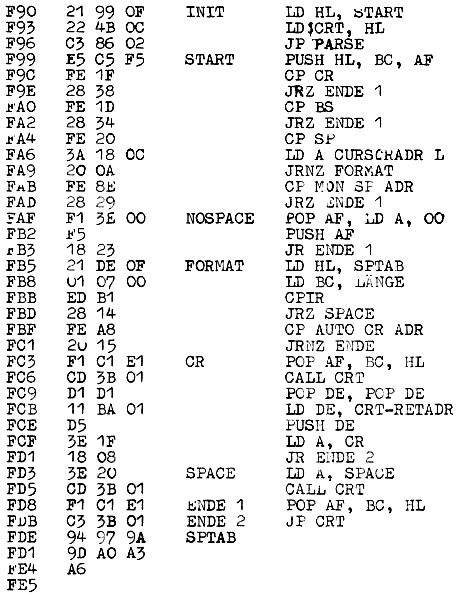 F90 21 99 0F INIT LD HL, START
F93 22 4B 0C LD$CRT, HL
F96 C3 86 02 JP PARSE
F99 E5 C5 F5 START PUSH HL, BC, AF
F9C FE 1F CP CR
F9E 28 38 JRZ ENDE 1
FA0 FE 1D CP BS
FA2 28 34 JRZ ENDE 1
FA4 FE 20 CP SP
FA6 3A 18 0C LD A CURSCRADR L
FA9 20 0A JRNZ FORMAT
FAB FE 8E CP MON SP ADR
FAD 28 29 JRZ ENDE 1
FAF F1 3E 00 NOSPACE POP AF, LD A, 00
FB2 F5 PUSH AF
FB3 18 23 JR ENDE 1
FB5 21 DE 0F FORMAT LD HL, SPTAB
FB8 01 07 00 LD BC, LÄNGE
FBB ED B1 CPIR
FBD 28 14 JRZ SPACE
FBF FE A8 CP AUTO CR ADR
FC1 20 15 JRNZ ENDE
FC3 F1 C1 E1 CR POP AF, BC, HL
FC6 CD 3B 01 CALL CRT
FC9 D1 D1 POP DE, POP DE
FCB 11 BA 01 LD DE, CRT-RETADR
FCE D5 PUSH DE
FCF 3E 1F LD A, CR
FD1 18 08 JR ENDE 2
FD3 3E 20 SPACE LD A, SPACE
FD5 CD 3B 01 CALL CRT
FD8 F1 C1 E1 ENDE 1 POP AF, BC, HL
FDB C3 3B 01 ENDE 2 JP CRT
FDE 94 97 9A SPTAB
FD1 9D A0 A3
FE4 A6
FE5